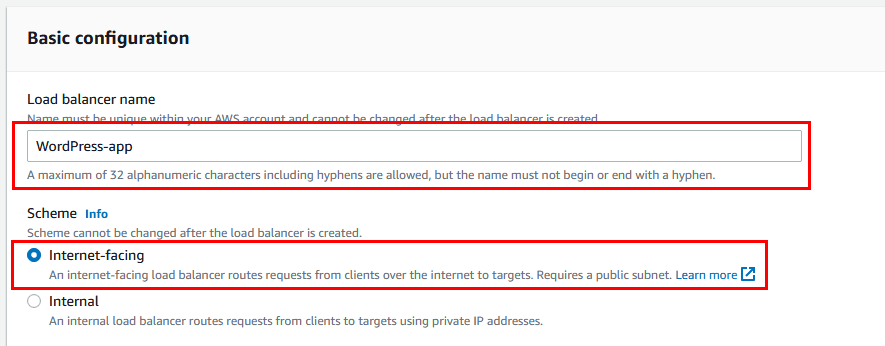 Basic configuration
Load balancer name
Name must be unique within your AWS account and cannot be changed after the load balancer is created.
WordPress-app
A maximum of 32 alphanumeric characters including hyphens are allowed, but the name must not begin or end with a hyphen.
Scheme Info
Scheme cannot be changed after the load balancer is created.
Internet-facing
An internet-facing load balancer routes requests from clients over the internet to targets. Requires a public subnet. Learn more
Internal
An internal load balancer routes requests from clients to targets using private IP addresses.